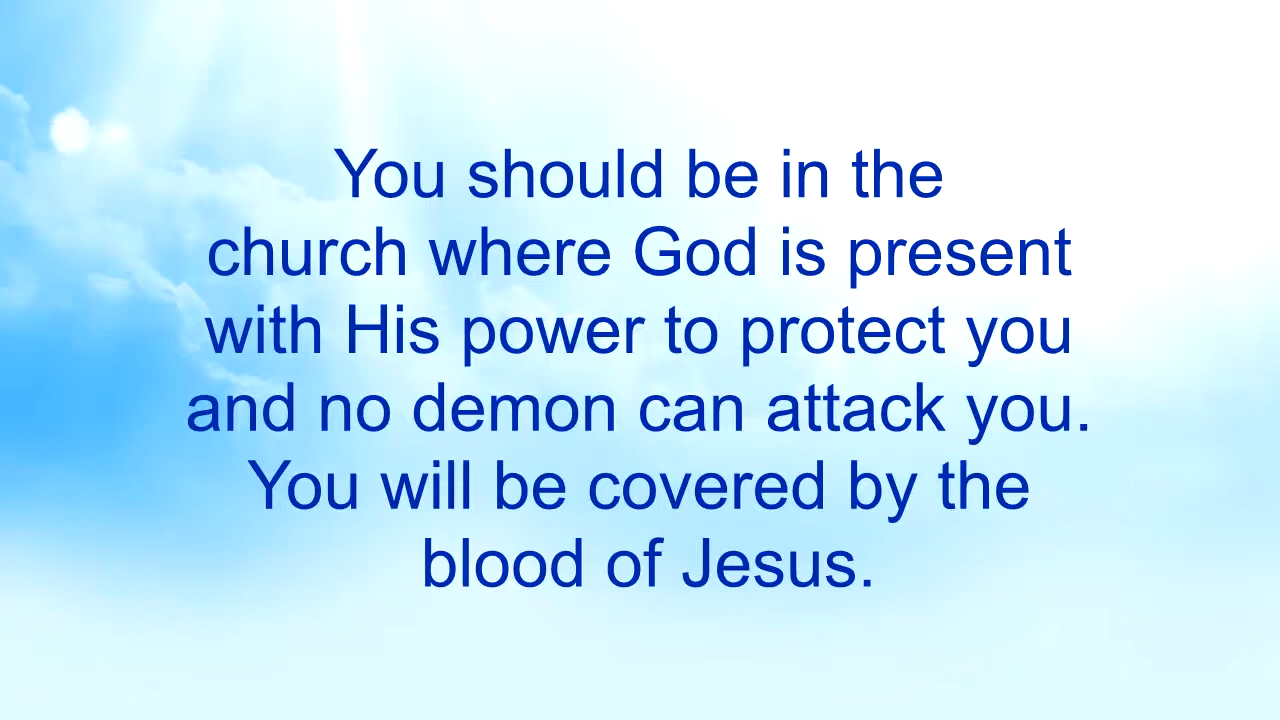 You should be in the
church where God is present
with His power to protect you
and no demon can attack you.
You will be covered by the
blood of Jesus.